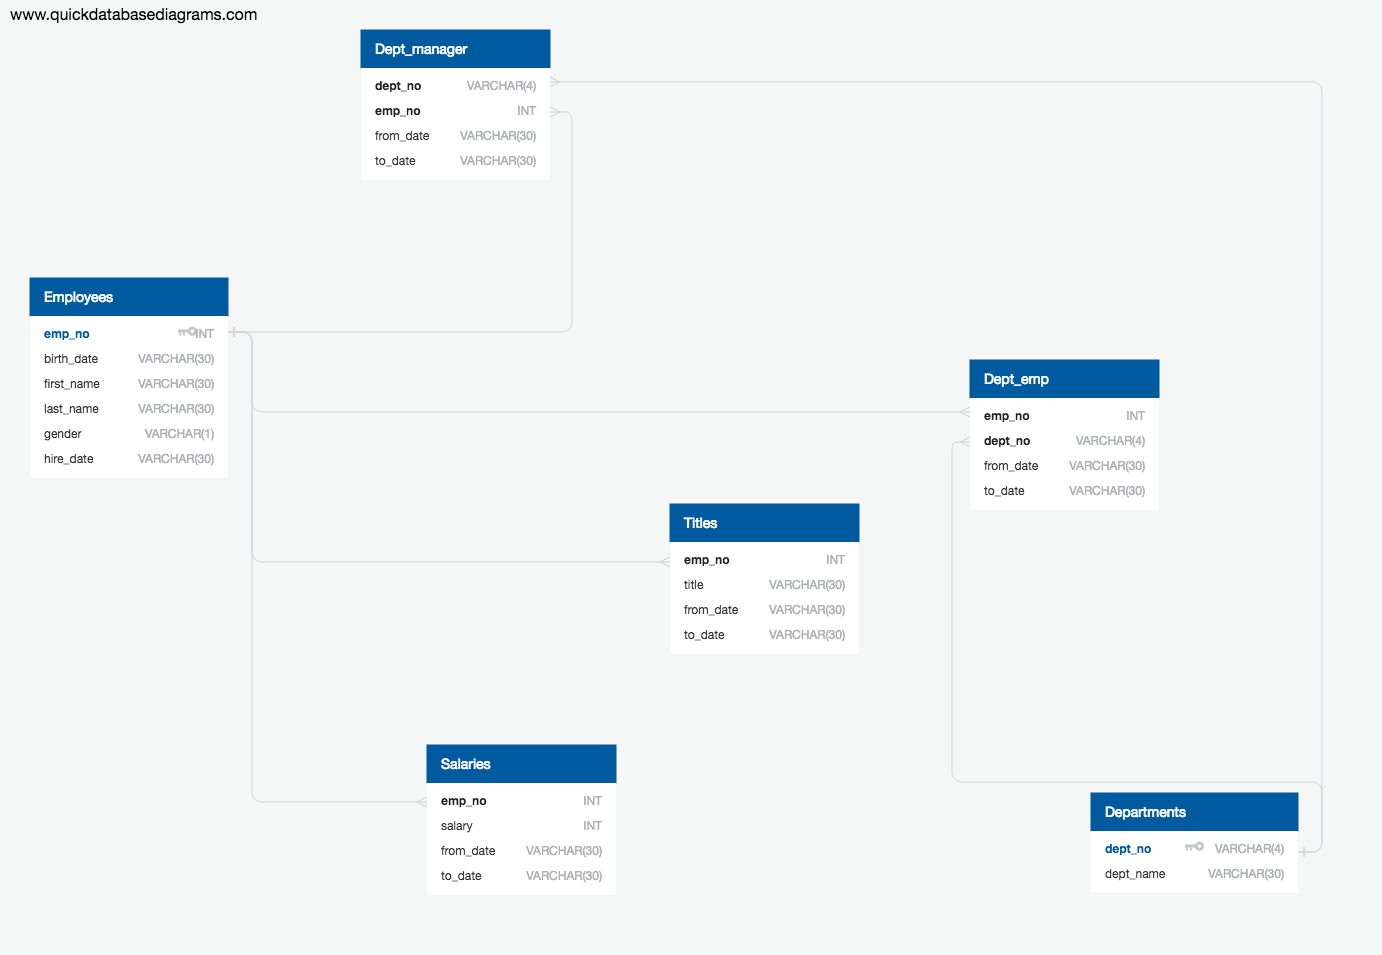 www.quickdatabasediagrams.com
Dept_manager
dept_no VARCHAR(4)
emp_no INT
from_date VARCHAR(30)
to_date VARCHAR(30)
Employees
emp_no INT
birth_date VARCHAR(30)
first_name VARCHAR(30)
last_name VARCHAR(30)
gender VARCHAR(1)
hire_date VARCHAR(30)
Dept_emp
emp_no INT
dept_no VARCHAR(4)
from_date VARCHAR(30)
to_date VARCHAR(30)
Titles
emp_no INT
title VARCHAR(30)
from_date VARCHAR(30)
to_date VARCHAR(30)
Salaries
emp_no INT
salary INT
from_date VARCHAR(30)
to_date VARCHAR(30)
Departments
dept_no VARCHAR(4)
dept_name VARCHAR(30)